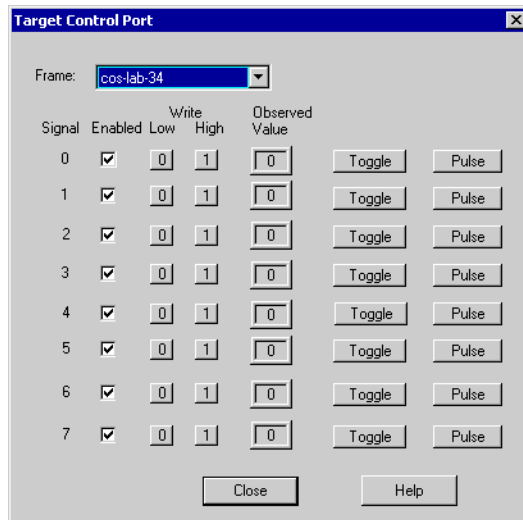 Target Control Port
Frame: cos-lab-34
Write Observed
Signal Enabled Low High Value
0 0 1 0 Toggle Pulse
1 0 1 0 Toggle Pulse
2 0 1 0 Toggle Pulse
3 0 1 0 Toggle Pulse
4 0 1 0 Toggle Pulse
5 0 1 0 Toggle Pulse
6 0 1 0 Toggle Pulse
7 0 1 0 Toggle Pulse
Close Help